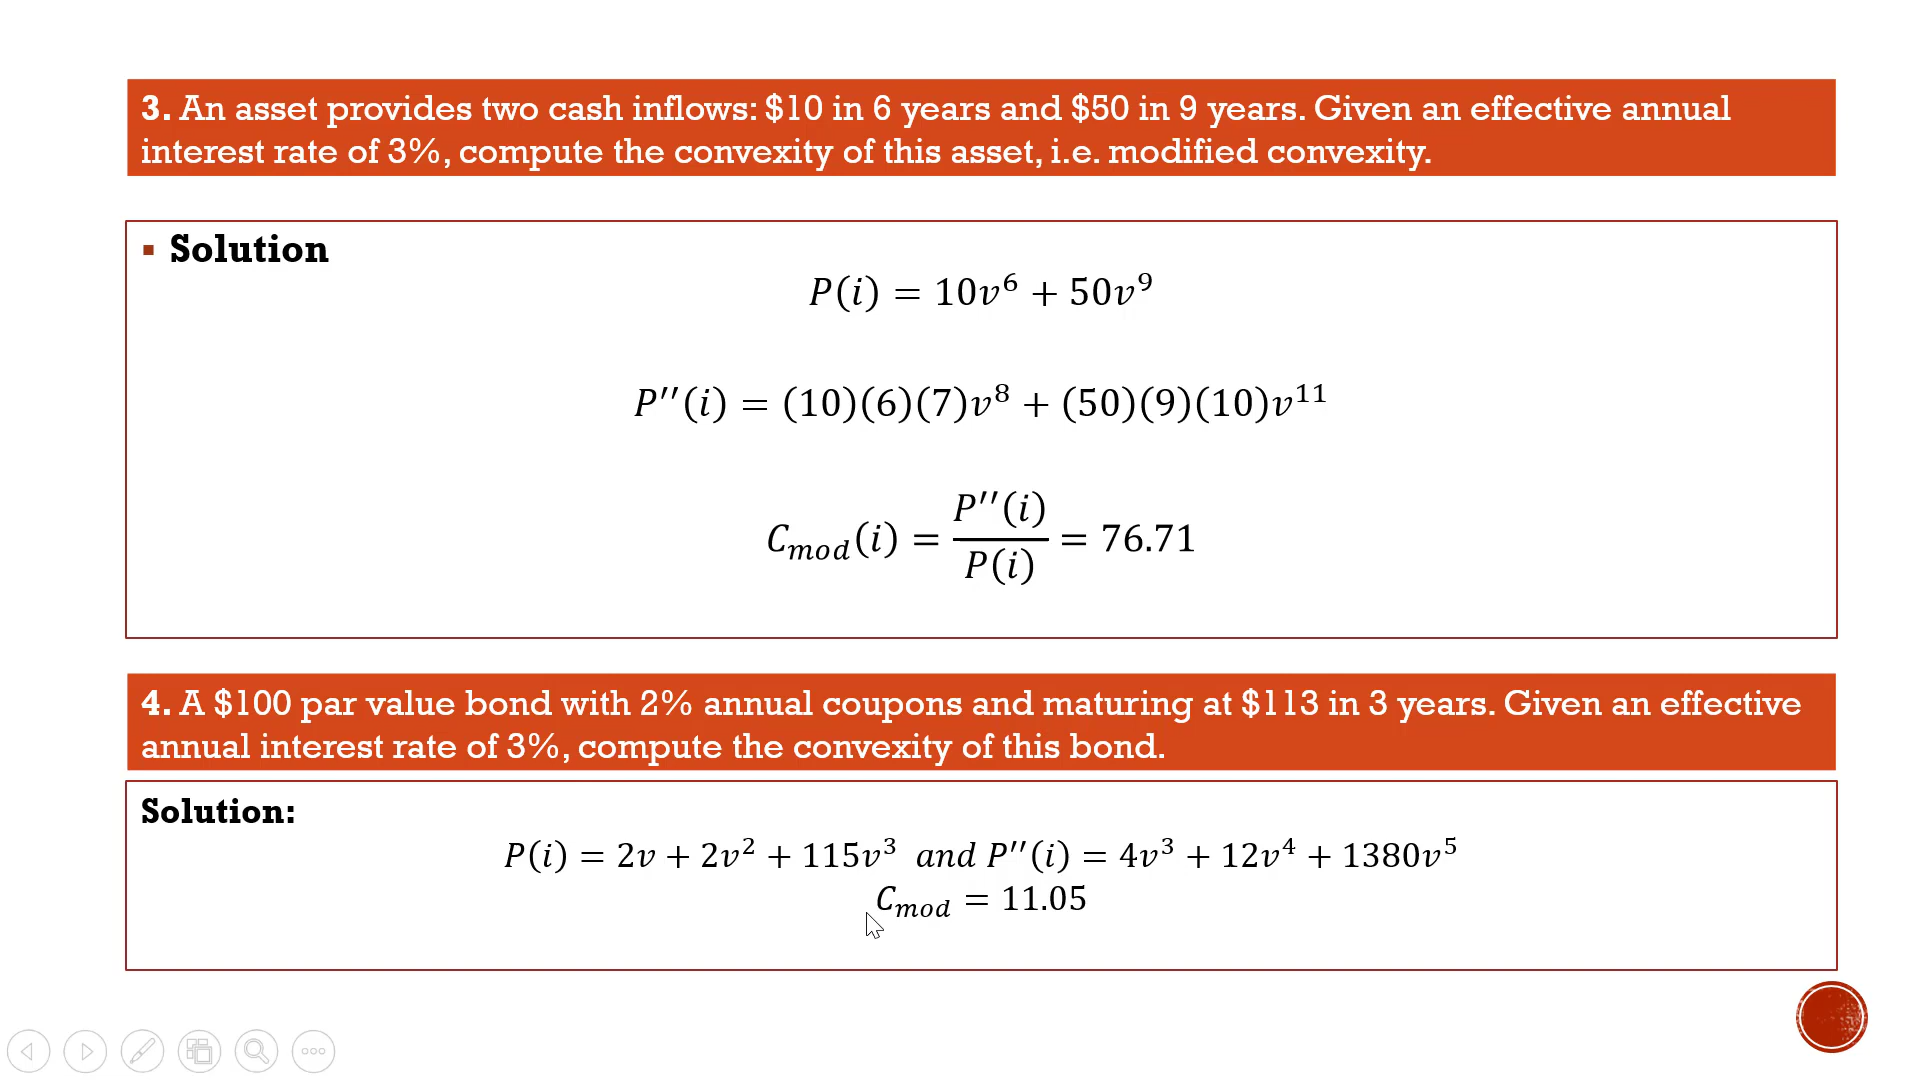 3. An asset provides two cash inflows: $10 in 6 years and $50 in 9 years. Given an effective annual
interest rate of 3%, compute the convexity of this asset, i.e. modified convexity.
▪ Solution
P(i) = 10v⁶ + 50v⁹
P′′(i) = (10)(6)(7)v⁸ + (50)(9)(10)v¹¹
C_mod(i) = P′′(i)/P(i) = 76.71
4. A $100 par value bond with 2% annual coupons and maturing at $113 in 3 years. Given an effective
annual interest rate of 3%, compute the convexity of this bond.
Solution:
P(i) = 2v + 2v² + 115v³ and P′′(i) = 4v³ + 12v⁴ + 1380v⁵
C_mod = 11.05